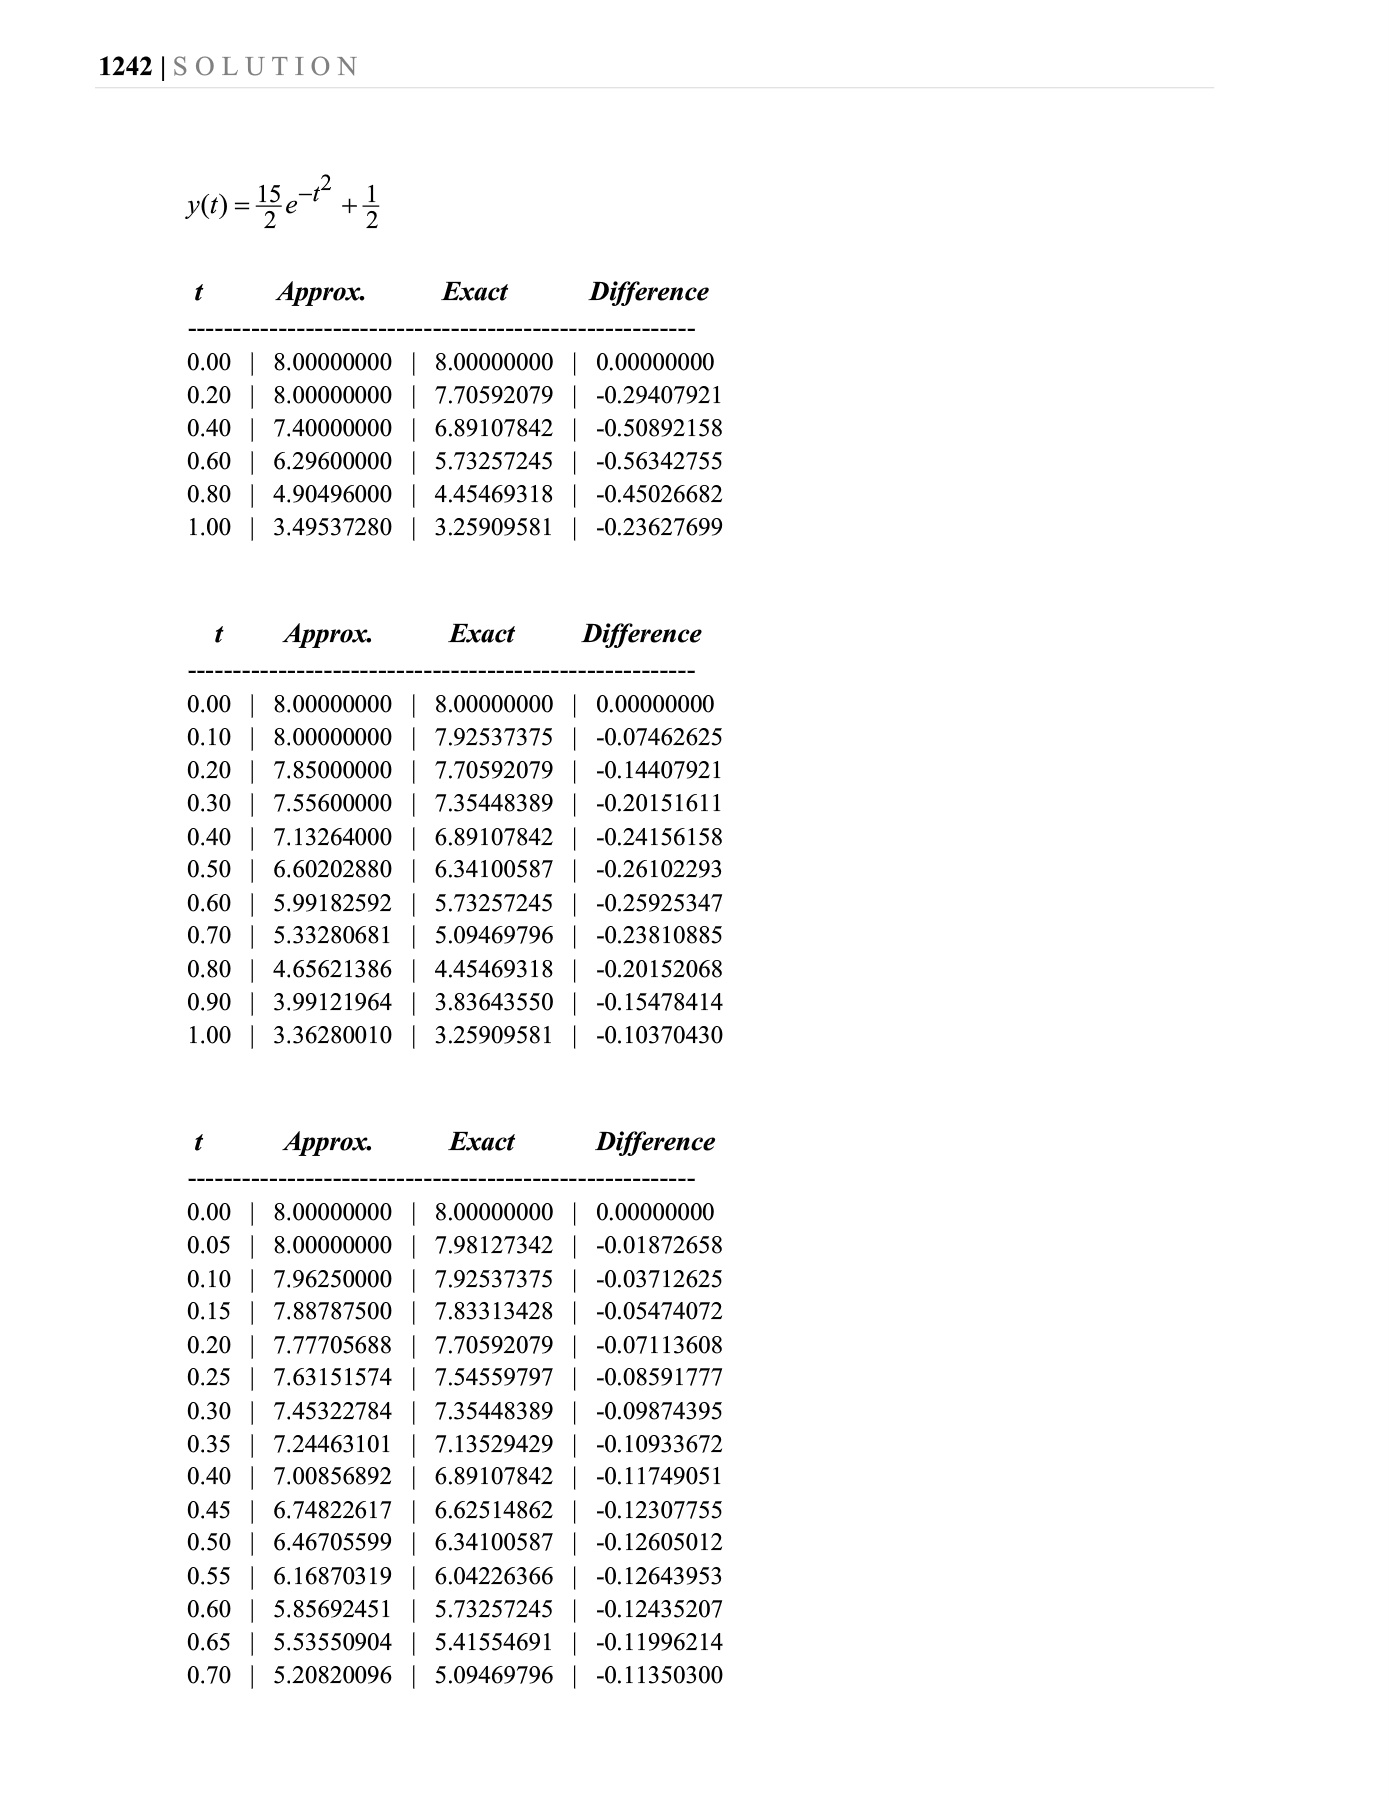 1242 | S O L U T I O N
y(t) = 15/2 e^{-t^2} + 1/2
t Approx. Exact Difference
--------------------------------------------------------
0.00 | 8.00000000 | 8.00000000 | 0.00000000
0.20 | 8.00000000 | 7.70592079 | -0.29407921
0.40 | 7.40000000 | 6.89107842 | -0.50892158
0.60 | 6.29600000 | 5.73257245 | -0.56342755
0.80 | 4.90496000 | 4.45469318 | -0.45026682
1.00 | 3.49537280 | 3.25909581 | -0.23627699
t Approx. Exact Difference
--------------------------------------------------------
0.00 | 8.00000000 | 8.00000000 | 0.00000000
0.10 | 8.00000000 | 7.92537375 | -0.07462625
0.20 | 7.85000000 | 7.70592079 | -0.14407921
0.30 | 7.55600000 | 7.35448389 | -0.20151611
0.40 | 7.13264000 | 6.89107842 | -0.24156158
0.50 | 6.60202880 | 6.34100587 | -0.26102293
0.60 | 5.99182592 | 5.73257245 | -0.25925347
0.70 | 5.33280681 | 5.09469796 | -0.23810885
0.80 | 4.65621386 | 4.45469318 | -0.20152068
0.90 | 3.99121964 | 3.83643550 | -0.15478414
1.00 | 3.36280010 | 3.25909581 | -0.10370430
t Approx. Exact Difference
--------------------------------------------------------
0.00 | 8.00000000 | 8.00000000 | 0.00000000
0.05 | 8.00000000 | 7.98127342 | -0.01872658
0.10 | 7.96250000 | 7.92537375 | -0.03712625
0.15 | 7.88787500 | 7.83313428 | -0.05474072
0.20 | 7.77705688 | 7.70592079 | -0.07113608
0.25 | 7.63151574 | 7.54559797 | -0.08591777
0.30 | 7.45322784 | 7.35448389 | -0.09874395
0.35 | 7.24463101 | 7.13529429 | -0.10933672
0.40 | 7.00856892 | 6.89107842 | -0.11749051
0.45 | 6.74822617 | 6.62514862 | -0.12307755
0.50 | 6.46705599 | 6.34100587 | -0.12605012
0.55 | 6.16870319 | 6.04226366 | -0.12643953
0.60 | 5.85692451 | 5.73257245 | -0.12435207
0.65 | 5.53550904 | 5.41554691 | -0.11996214
0.70 | 5.20820096 | 5.09469796 | -0.11350300